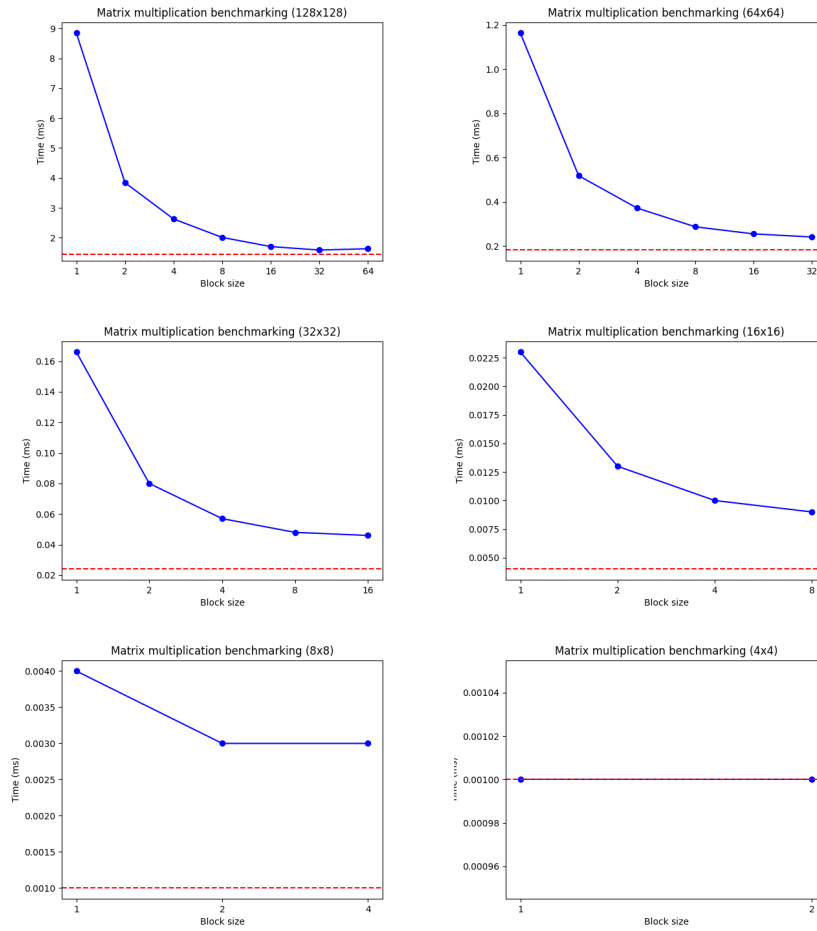 Matrix multiplication benchmarking (128x128)
9
8
7
6
5
4
3
2
Time (ms)
1 2 4 8 16 32 64
Block size
Matrix multiplication benchmarking (64x64)
1.2
1.0
0.8
0.6
0.4
0.2
Time (ms)
1 2 4 8 16 32
Block size
Matrix multiplication benchmarking (32x32)
0.16
0.14
0.12
0.10
0.08
0.06
0.04
0.02
Time (ms)
1 2 4 8 16
Block size
Matrix multiplication benchmarking (16x16)
0.0225
0.0200
0.0175
0.0150
0.0125
0.0100
0.0075
0.0050
Time (ms)
1 2 4 8
Block size
Matrix multiplication benchmarking (8x8)
0.0040
0.0035
0.0030
0.0025
0.0020
0.0015
0.0010
Time (ms)
1 2 4
Block size
Matrix multiplication benchmarking (4x4)
0.00104
0.00102
0.00100
0.00098
0.00096
1 2
Block size